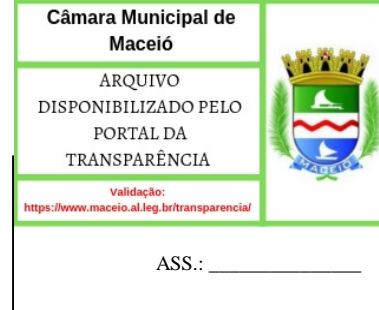 Câmara Municipal de
Maceió
ARQUIVO
DISPONIBILIZADO PELO
PORTAL DA
TRANSPARÊNCIA
Validação:
https://www.maceio.al.leg.br/transparencia/
MACEIÓ
ASS.: _______________